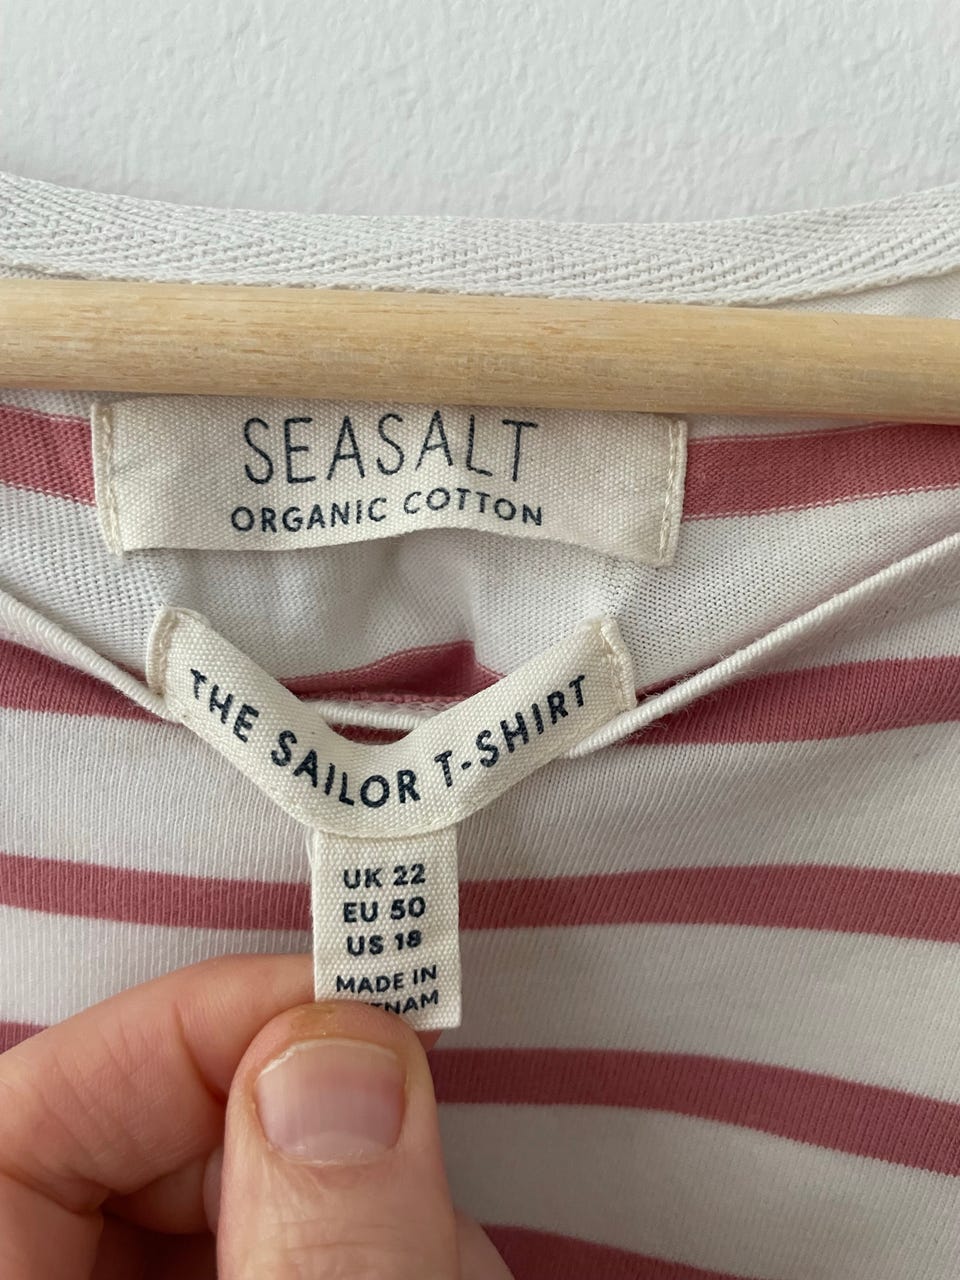 SEASALT
ORGANIC COTTON
THE SAILOR T-SHIRT
UK 22
EU 50
US 18
MADE IN